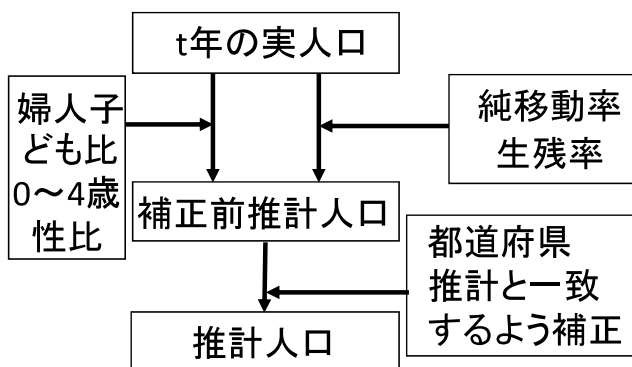 t年の実人口
婦人子
ども比
0～4歳
性比
純移動率
生残率
補正前推計人口
都道府県
推計と一致
するよう補正
推計人口